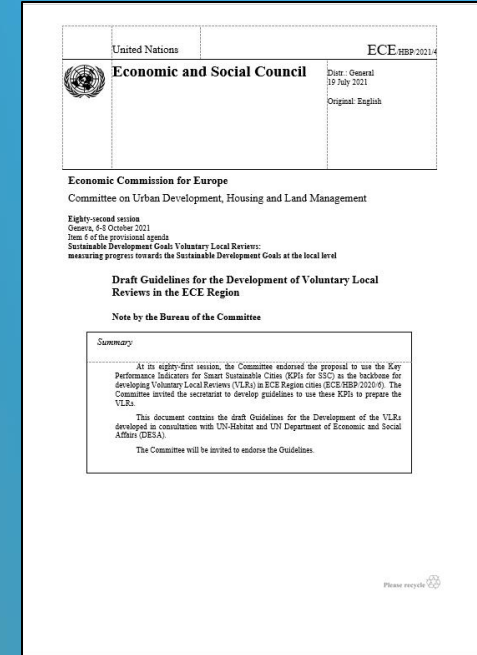 United Nations
ECE/HBP/2021/4
Economic and Social Council
Distr.: General
19 July 2021
Original: English
Economic Commission for Europe
Committee on Urban Development, Housing and Land Management
Eighty-second session
Geneva, 6-8 October 2021
Item 6 of the provisional agenda
Sustainable Development Goals Voluntary Local Reviews:
measuring progress towards the Sustainable Development Goals at the local level
Draft Guidelines for the Development of Voluntary Local
Reviews in the ECE Region
Note by the Bureau of the Committee
Summary
At its eighty-first session, the Committee endorsed the proposal to use the Key
Performance Indicators for Smart Sustainable Cities (KPIs for SSC) as the backbone for
developing Voluntary Local Reviews (VLRs) in ECE Region cities (ECE/HBP/2020/6). The
Committee invited the secretariat to develop guidelines to use these KPIs to prepare the
VLRs.
This document contains the draft Guidelines for the Development of the VLRs
developed in consultation with UN-Habitat and UN Department of Economic and Social
Affairs (DESA).
The Committee will be invited to endorse the Guidelines.
Please recycle